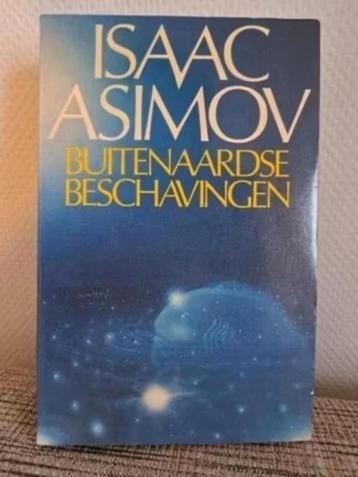 ISAAC
ASIMOV
BUITENAARDSE
BESCHAVINGEN